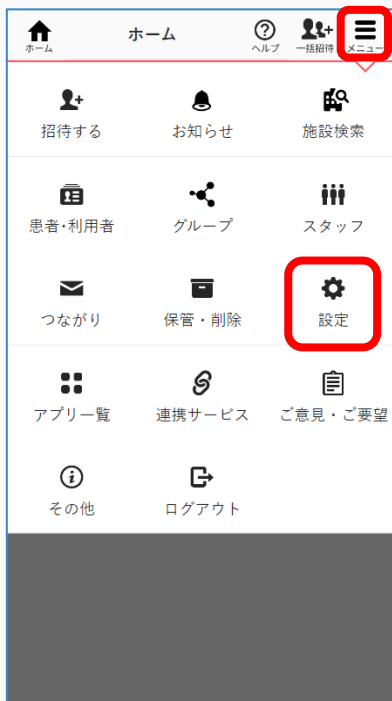 ホーム
ホーム
ヘルプ
一括招待
メニュー
招待する
お知らせ
施設検索
患者・利用者
グループ
スタッフ
つながり
保管・削除
設定
アプリ一覧
連携サービス
ご意見・ご要望
その他
ログアウト